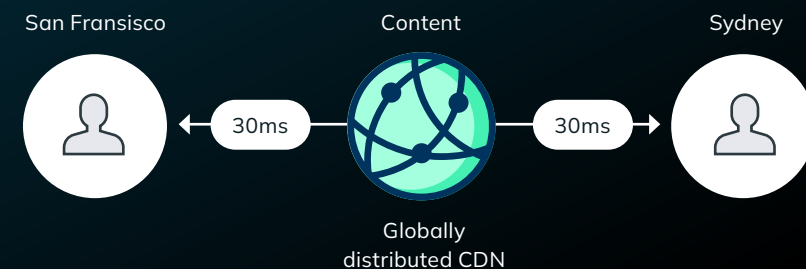 San Fransisco
Content
Sydney
30ms
30ms
Globally
distributed CDN